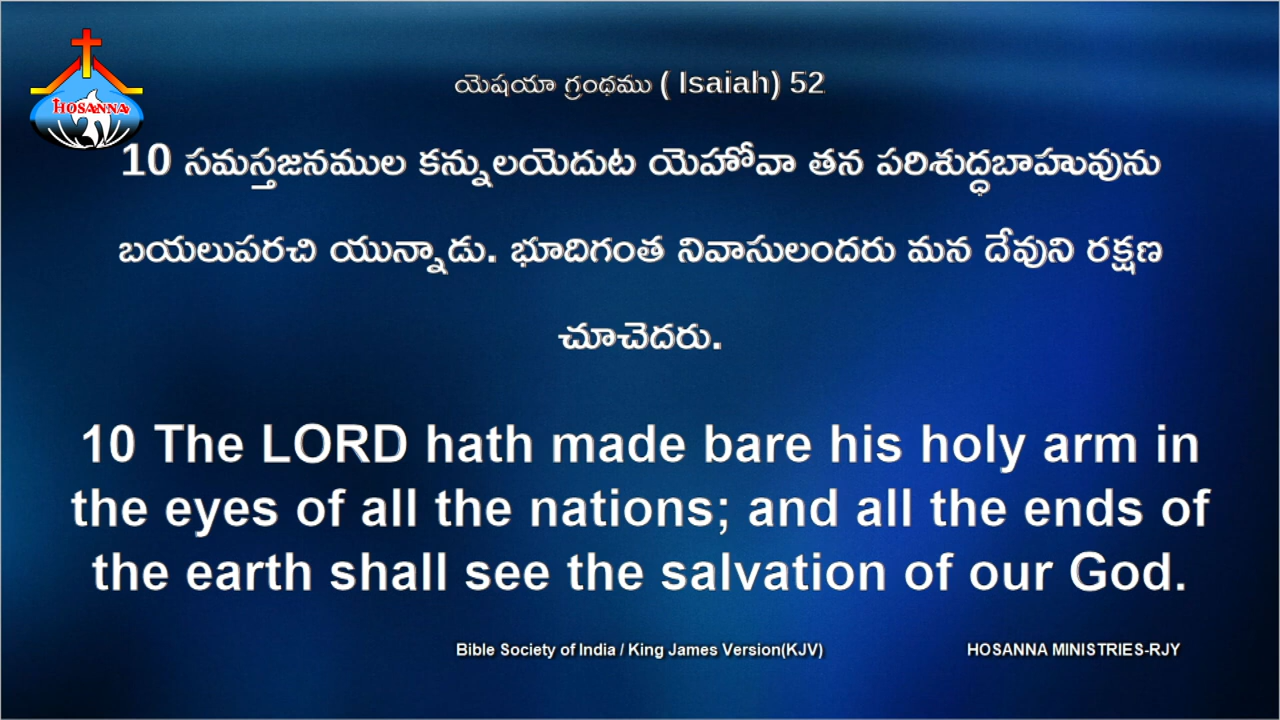 HOSANNA
యెషయా గ్రంథము ( Isaiah) 52
10 సమస్తజనముల కన్నులయెదుట యెహోవా తన పరిశుద్ధబాహువును
బయలుపరచి యున్నాడు. భూదిగంత నివాసులందరు మన దేవుని రక్షణ
చూచెదరు.
10 The LORD hath made bare his holy arm in
the eyes of all the nations; and all the ends of
the earth shall see the salvation of our God.
Bible Society of India / King James Version(KJV) HOSANNA MINISTRIES-RJY